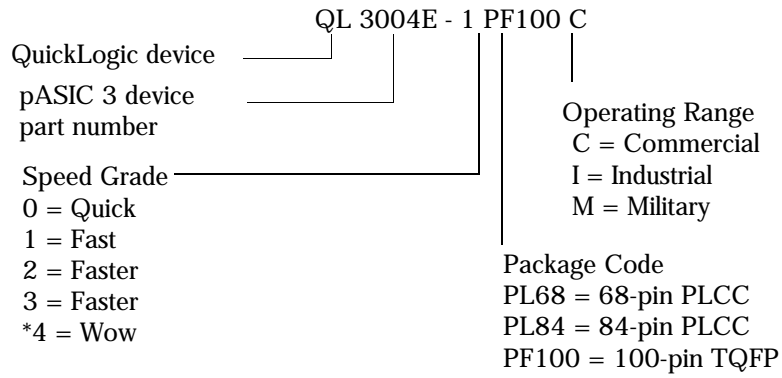 QL 3004E - 1 PF100 C
QuickLogic device
pASIC 3 device
part number
Speed Grade
0 = Quick
1 = Fast
2 = Faster
3 = Faster
*4 = Wow
Operating Range
C = Commercial
I = Industrial
M = Military
Package Code
PL68 = 68-pin PLCC
PL84 = 84-pin PLCC
PF100 = 100-pin TQFP